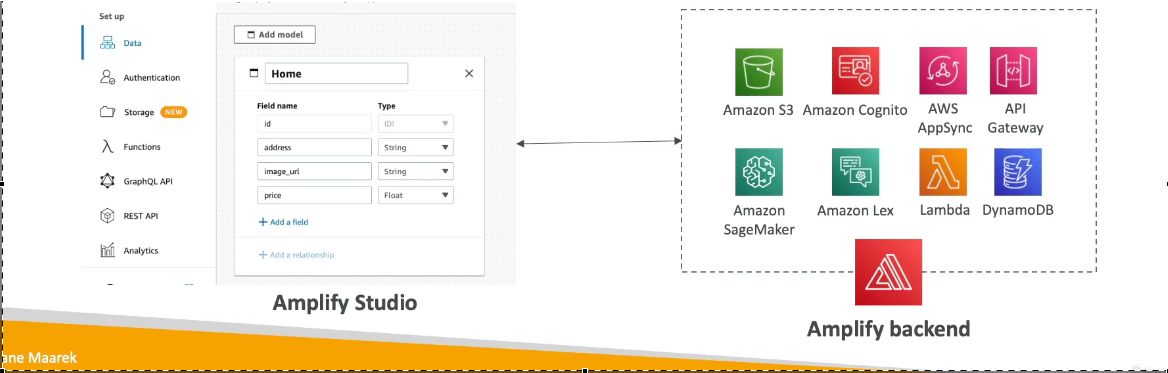 Set up
Data
Authentication
Storage NEW
Functions
GraphQL API
REST API
Analytics
Add model
Home
Field name Type
id ID!
address String
image_url String
price Float
+ Add a field
+ Add a relationship
Amplify Studio
Amazon S3 Amazon Cognito AWS AppSync API Gateway
Amazon SageMaker Amazon Lex Lambda DynamoDB
Amplify backend
ane Maarek